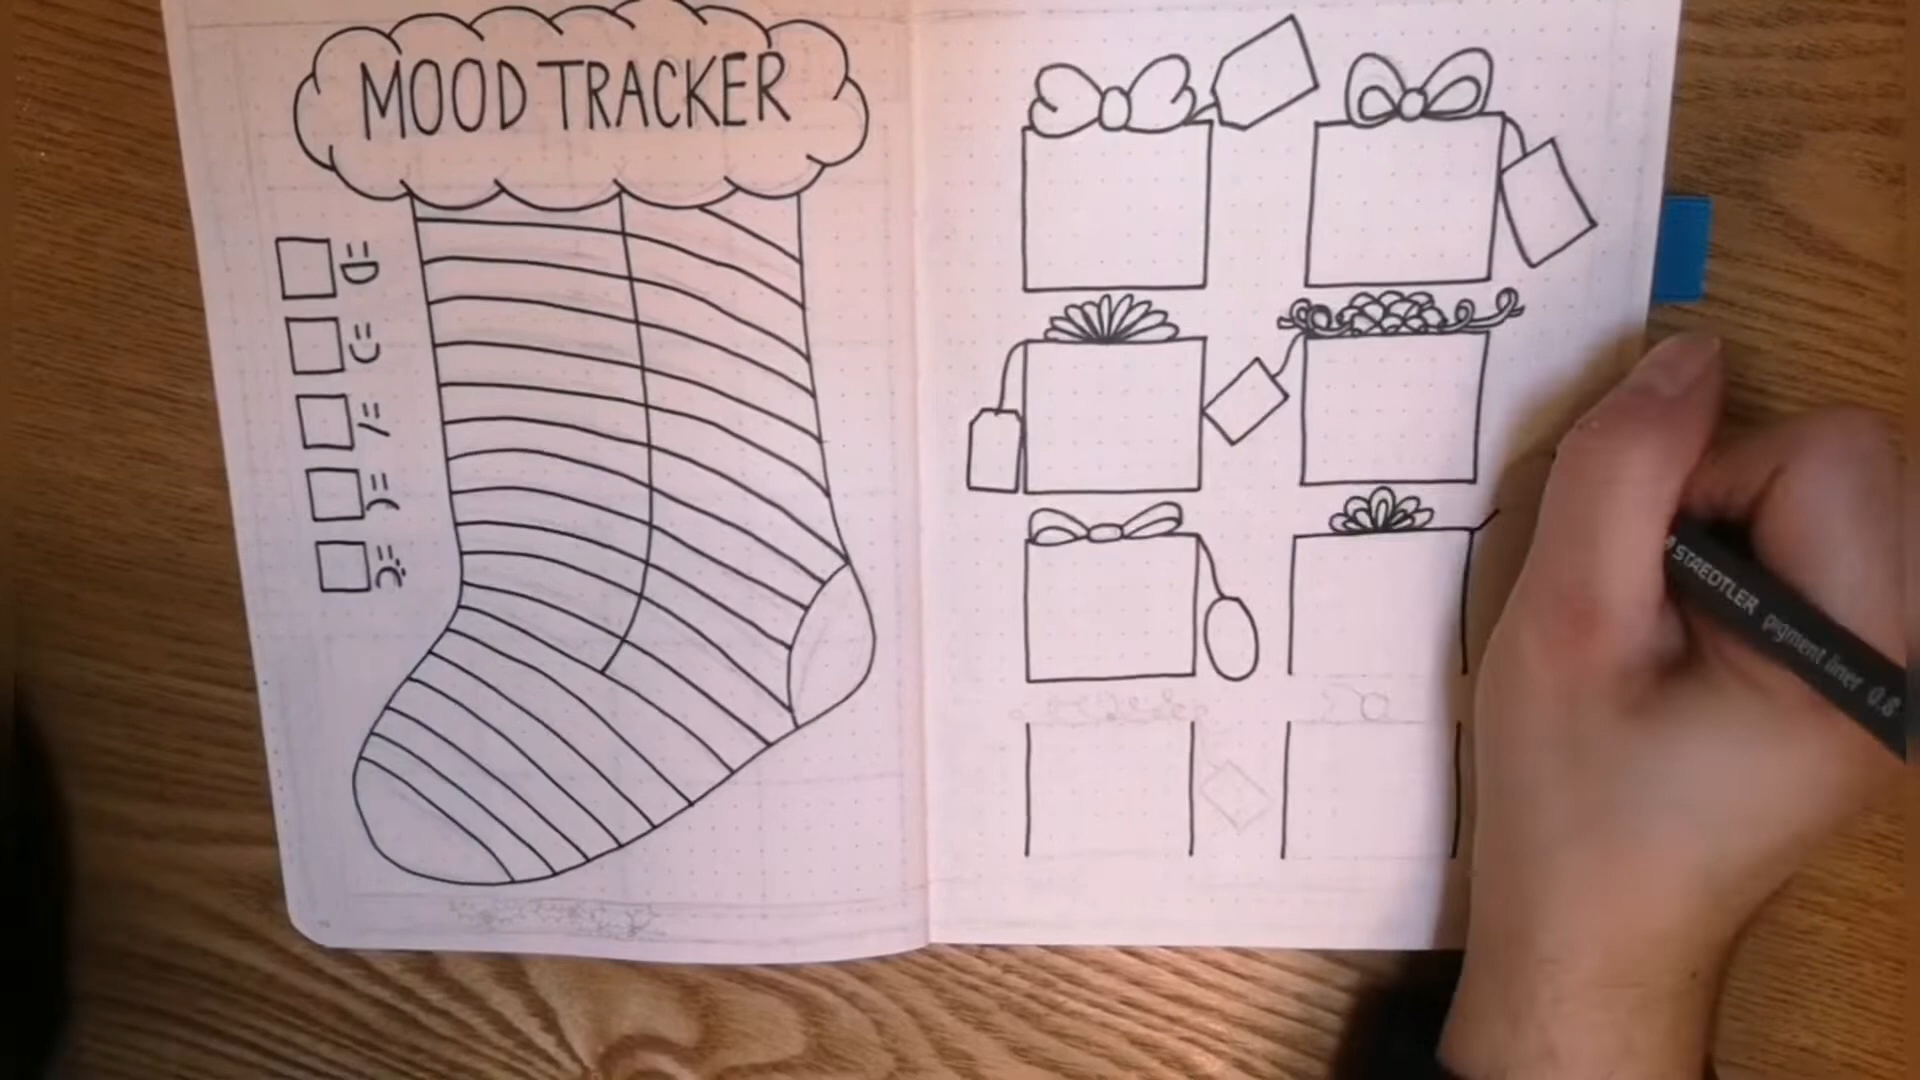 MOOD TRACKER
=D
=)
=/
=(
STAEDTLER pigment liner 0.8